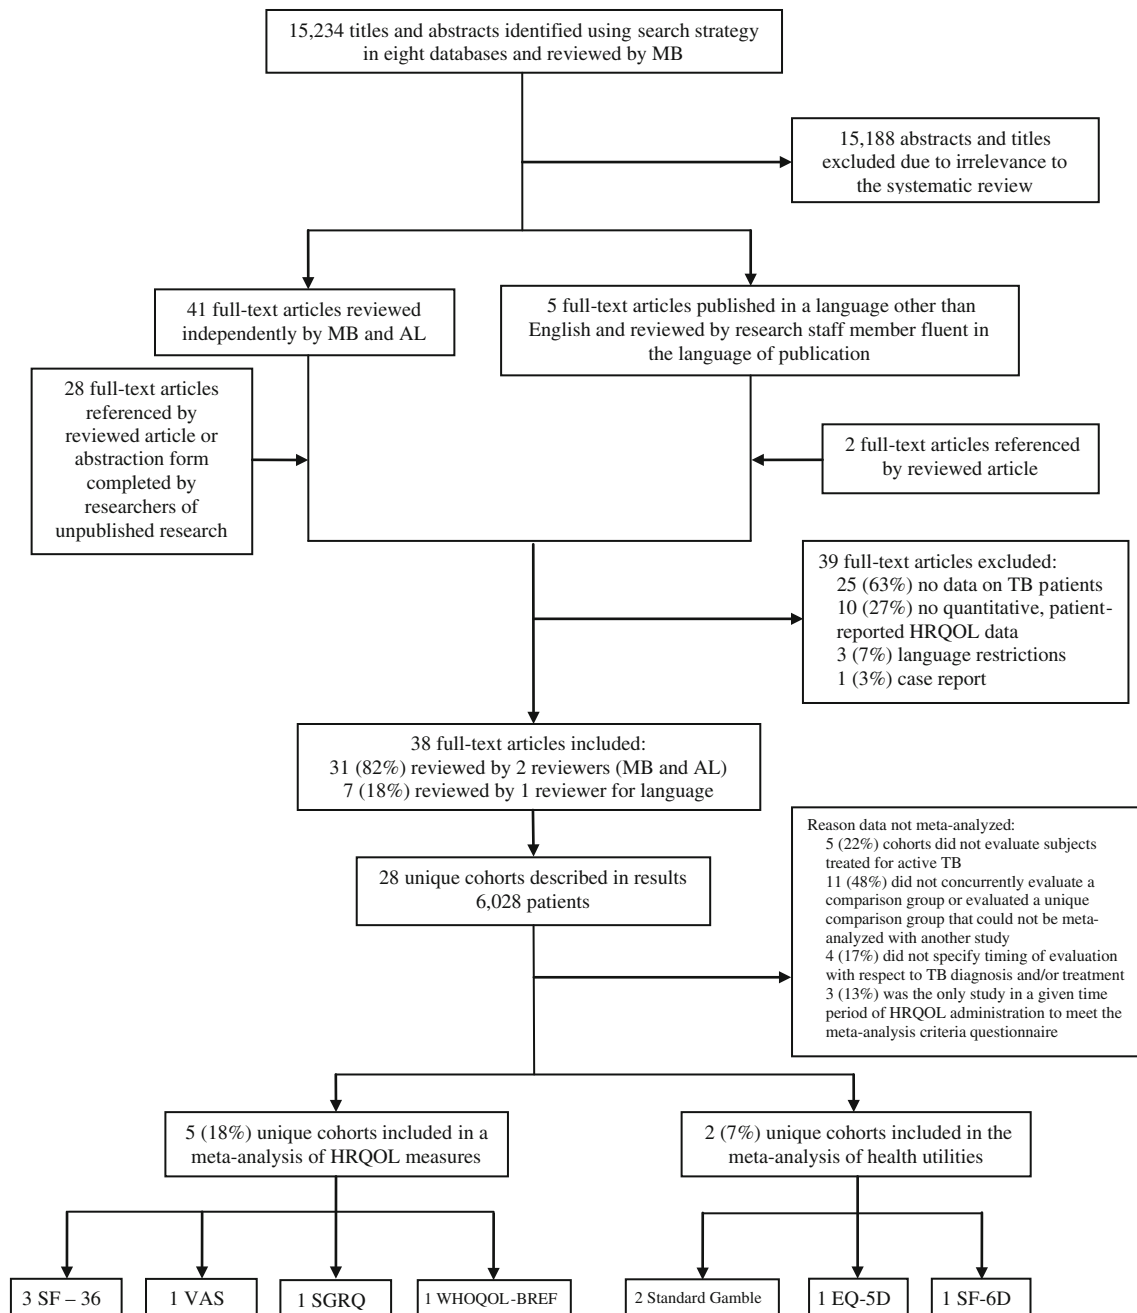 15,234 titles and abstracts identified using search strategy
in eight databases and reviewed by MB
15,188 abstracts and titles
excluded due to irrelevance to
the systematic review
41 full-text articles reviewed
independently by MB and AL
5 full-text articles published in a language other than
English and reviewed by research staff member fluent in
the language of publication
28 full-text articles
referenced by
reviewed article or
abstraction form
completed by
researchers of
unpublished research
2 full-text articles referenced
by reviewed article
39 full-text articles excluded:
25 (63%) no data on TB patients
10 (27%) no quantitative, patient-
reported HRQOL data
3 (7%) language restrictions
1 (3%) case report
38 full-text articles included:
31 (82%) reviewed by 2 reviewers (MB and AL)
7 (18%) reviewed by 1 reviewer for language
28 unique cohorts described in results
6,028 patients
Reason data not meta-analyzed:
5 (22%) cohorts did not evaluate subjects
treated for active TB
11 (48%) did not concurrently evaluate a
comparison group or evaluated a unique
comparison group that could not be meta-
analyzed with another study
4 (17%) did not specify timing of evaluation
with respect to TB diagnosis and/or treatment
3 (13%) was the only study in a given time
period of HRQOL administration to meet the
meta-analysis criteria questionnaire
5 (18%) unique cohorts included in a
meta-analysis of HRQOL measures
2 (7%) unique cohorts included in the
meta-analysis of health utilities
3 SF – 36
1 VAS
1 SGRQ
1 WHOQOL-BREF
2 Standard Gamble
1 EQ-5D
1 SF-6D